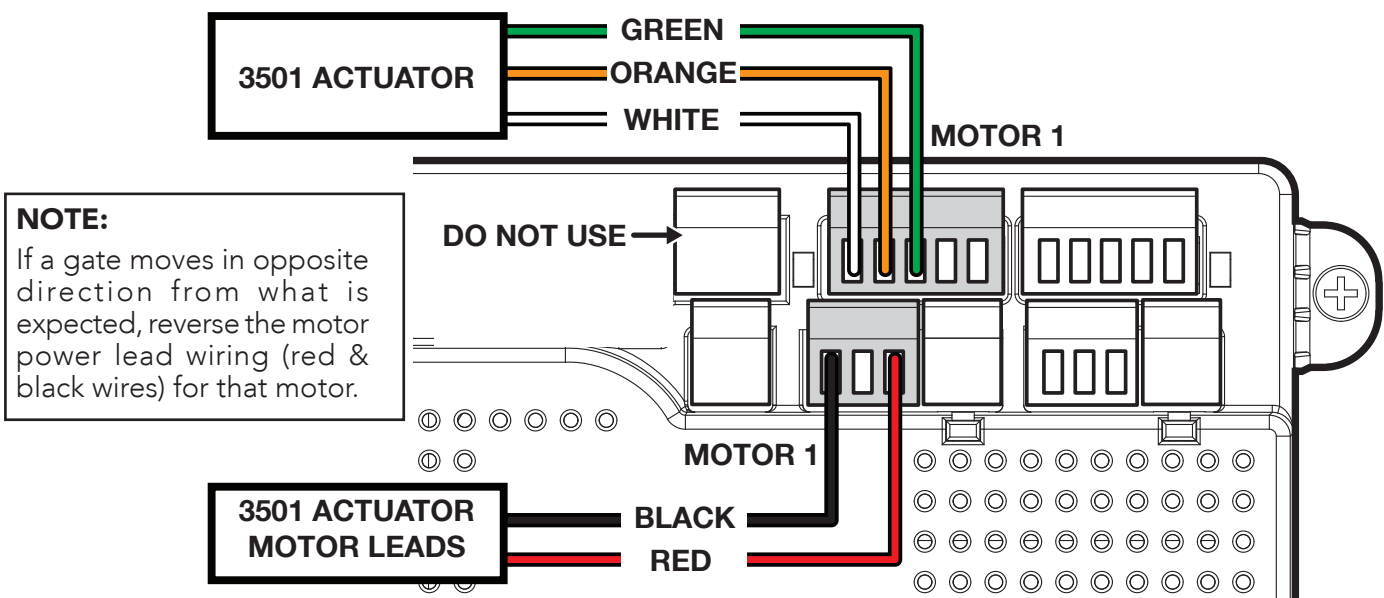 GREEN
3501 ACTUATOR
ORANGE
WHITE
MOTOR 1
NOTE:
If a gate moves in opposite
direction from what is
expected, reverse the motor
power lead wiring (red &
black wires) for that motor.
DO NOT USE
MOTOR 1
3501 ACTUATOR
MOTOR LEADS
BLACK
RED